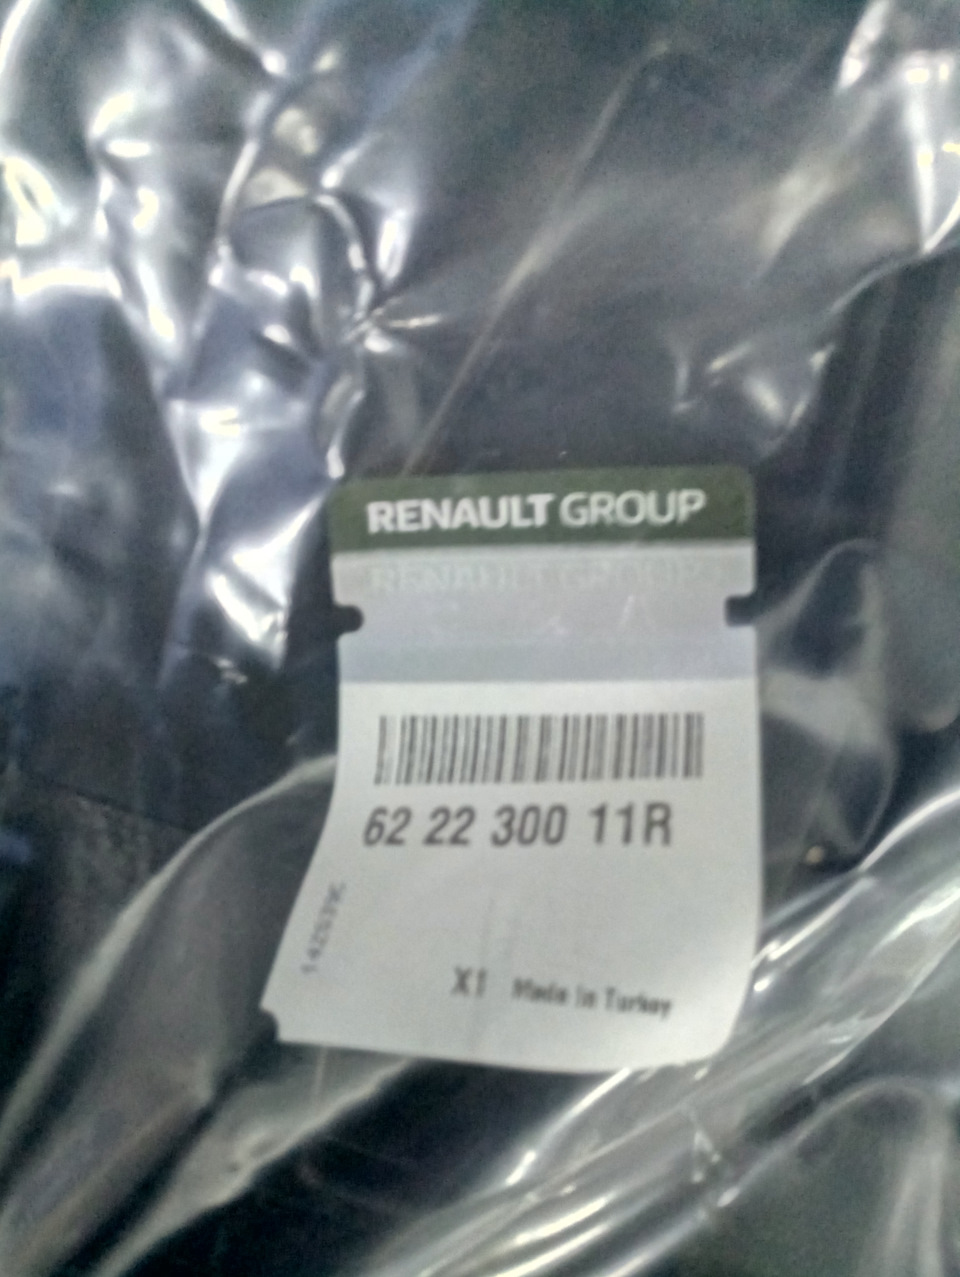 RENAULT GROUP
62 22 300 11R
X1 Made in Turkey